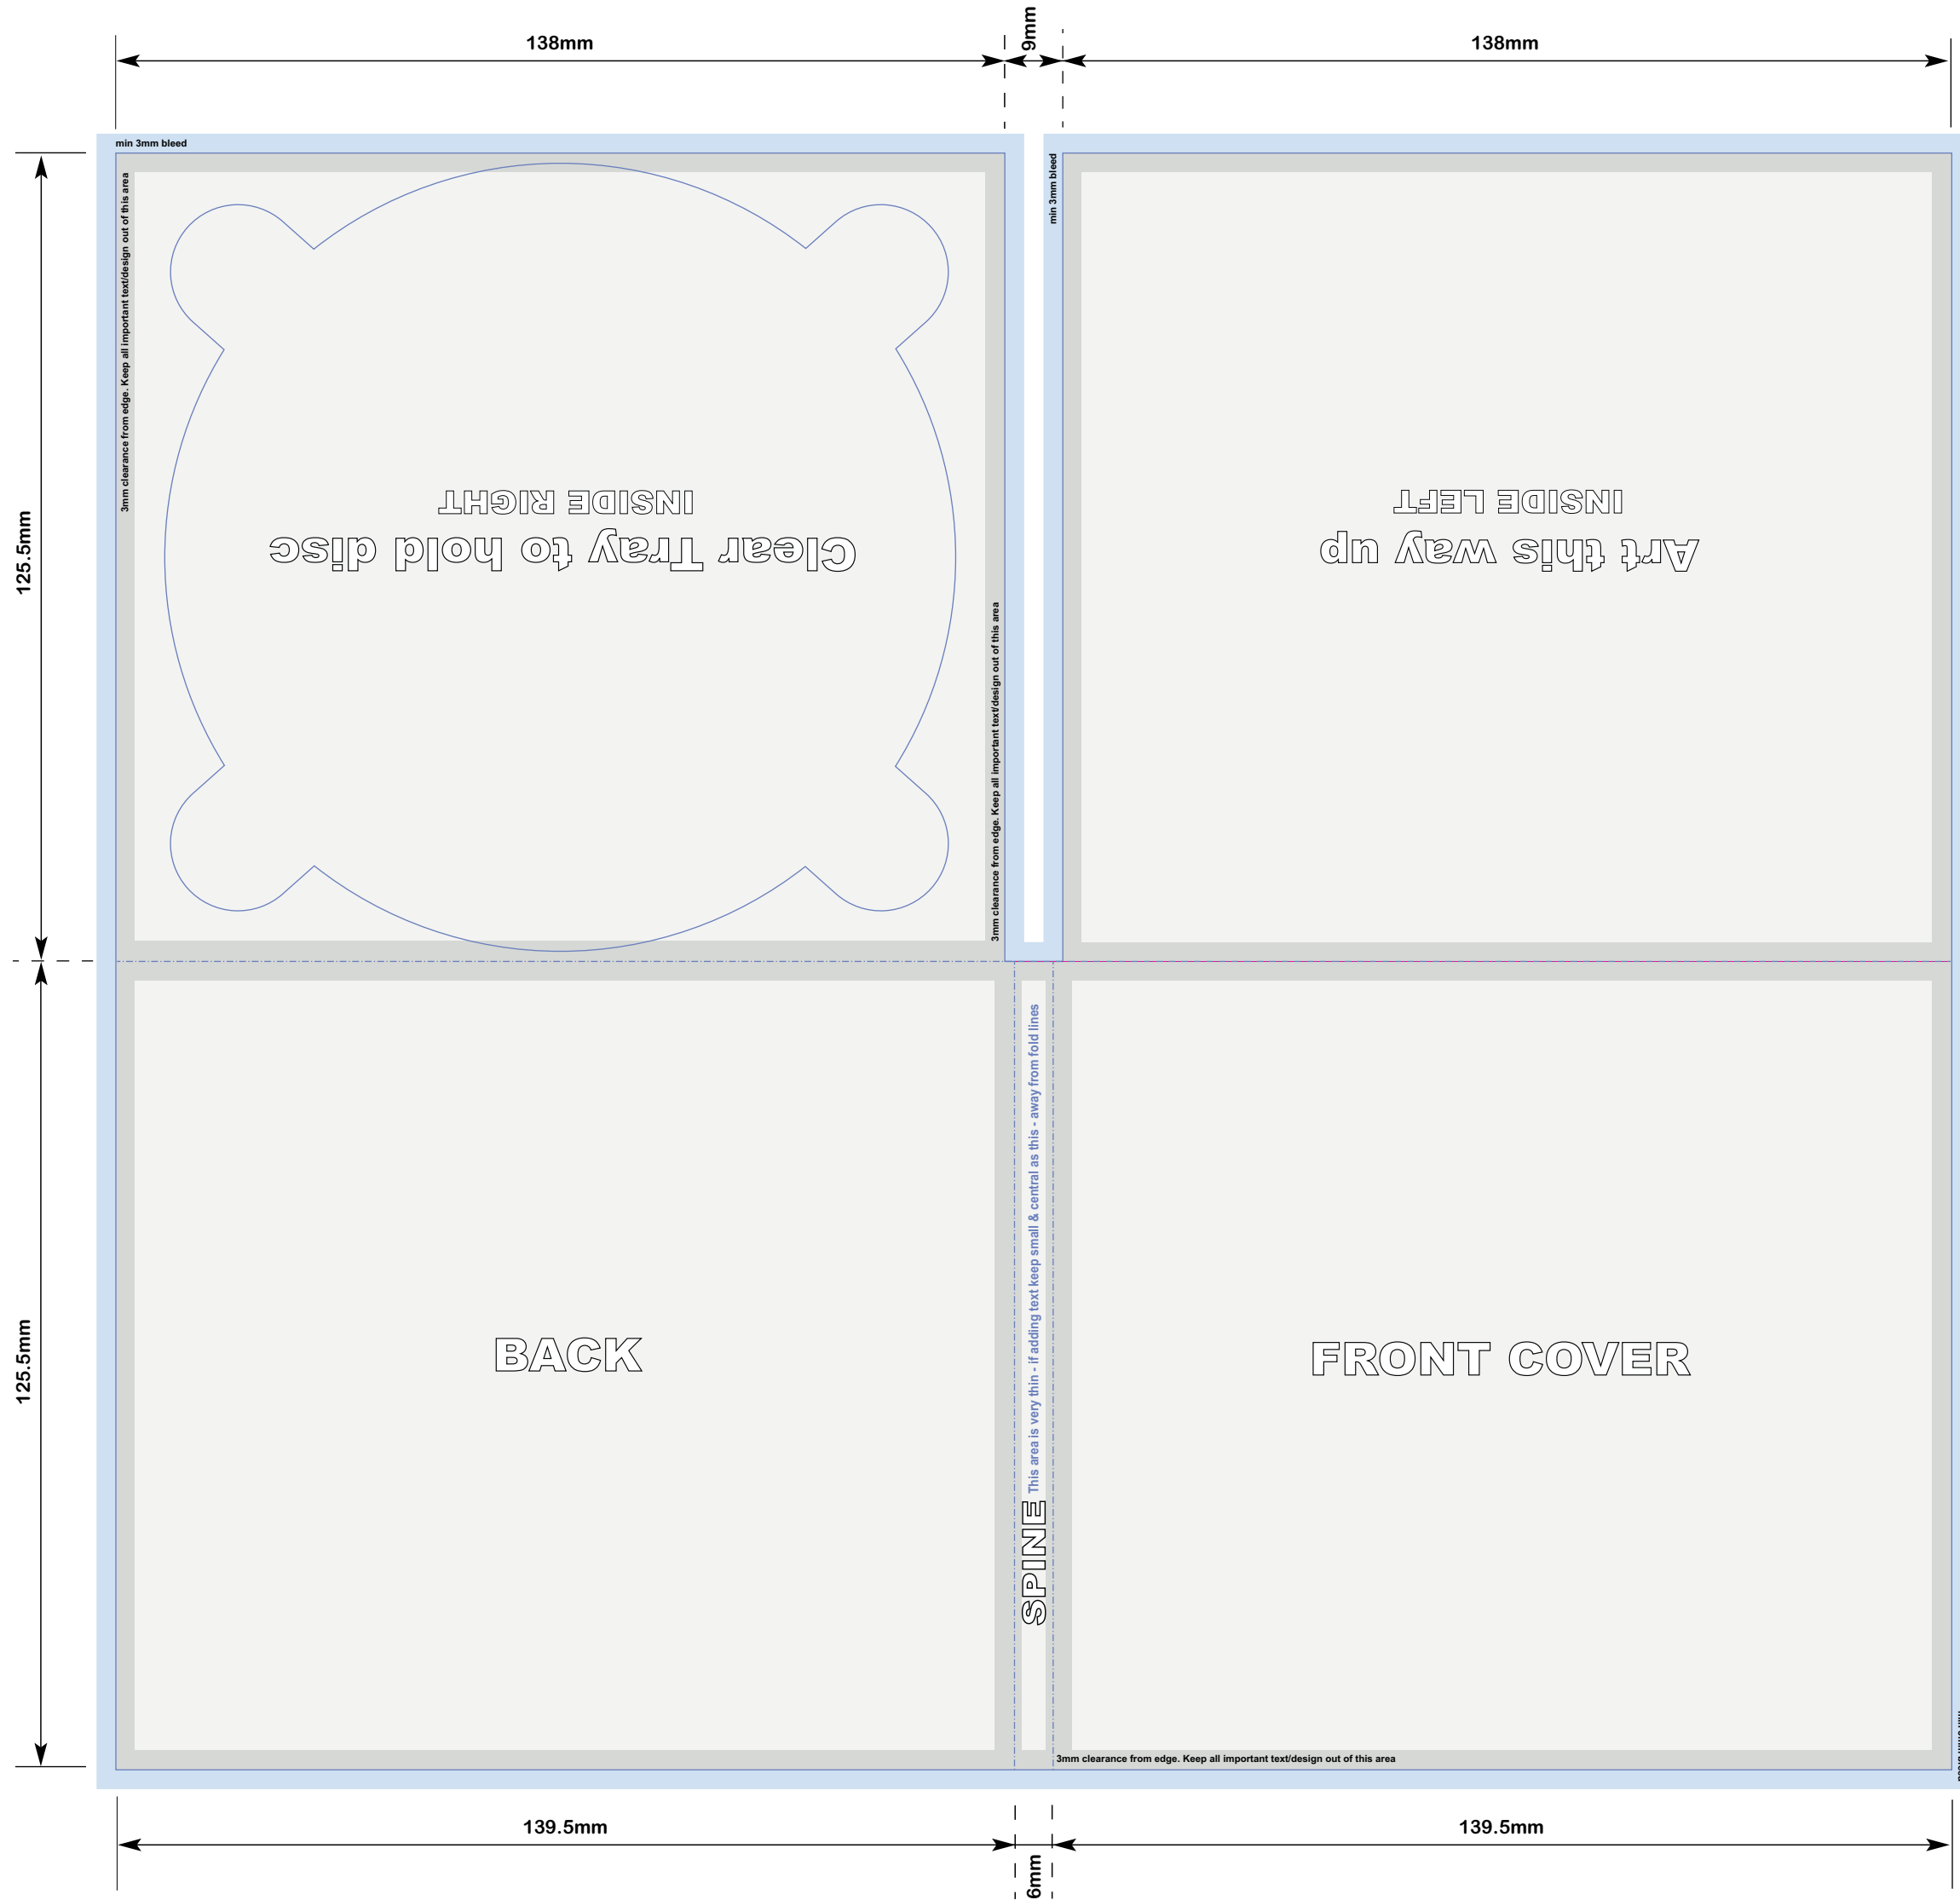 138mm
9mm
138mm
min 3mm bleed
min 3mm bleed
3mm clearance from edge. Keep all important text/design out of this area
125.5mm
Clear Tray to hold disc
INSIDE RIGHT
Art this way up
INSIDE LEFT
3mm clearance from edge. Keep all important text/design out of this area
125.5mm
BACK
SPINE This area is very thin - if adding text keep small & central as this - away from fold lines
FRONT COVER
3mm clearance from edge. Keep all important text/design out of this area
139.5mm
6mm
139.5mm